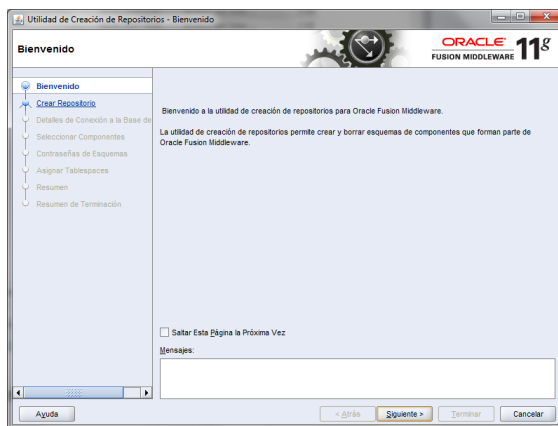 Utilidad de Creación de Repositorios - Bienvenido
Bienvenido
ORACLE
FUSION MIDDLEWARE 11g
Bienvenido
Crear Repositorio
Detalles de Conexión a la Base de
Seleccionar Componentes
Contraseñas de Esquemas
Asignar Tablespaces
Resumen
Resumen de Terminación
Bienvenido a la utilidad de creación de repositorios para Oracle Fusion Middleware.
La utilidad de creación de repositorios permite crear y borrar esquemas de componentes que forman parte de
Oracle Fusion Middleware.
Saltar Esta Página la Próxima Vez
Mensajes:
Ayuda
< Atrás
Siguiente >
Terminar
Cancelar